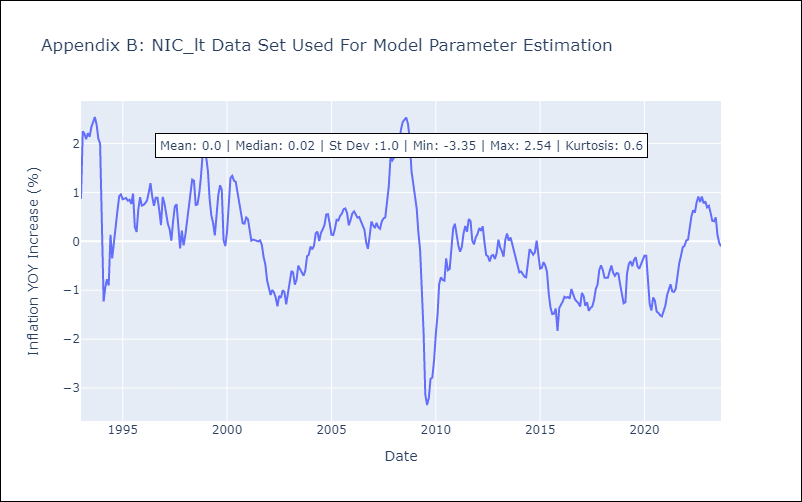 Appendix B: NIC_lt Data Set Used For Model Parameter Estimation
Mean: 0.0 | Median: 0.02 | St Dev :1.0 | Min: -3.35 | Max: 2.54 | Kurtosis: 0.6
Inflation YOY Increase (%)
2
1
0
−1
−2
−3
1995 2000 2005 2010 2015 2020
Date